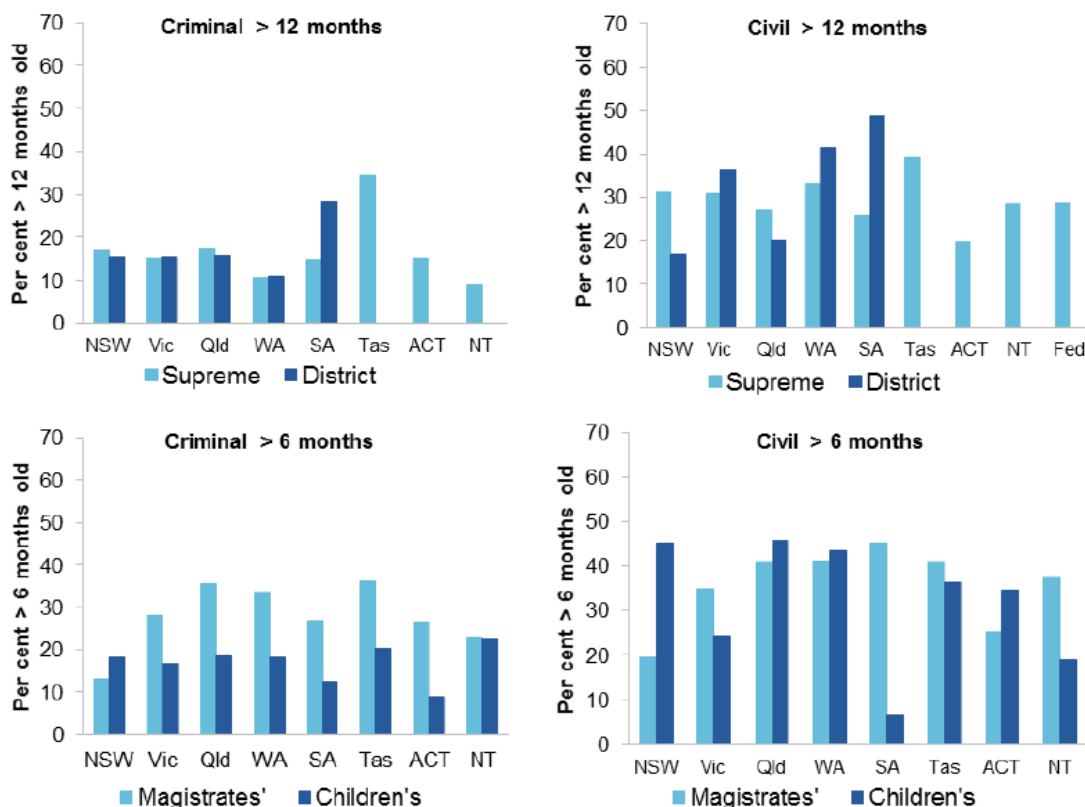 Criminal > 12 months
Per cent > 12 months old
70
60
50
40
30
20
10
0
NSW Vic Qld WA SA Tas ACT NT
Supreme District
Civil > 12 months
Per cent > 12 months old
70
60
50
40
30
20
10
0
NSW Vic Qld WA SA Tas ACT NT Fed
Supreme District
Criminal > 6 months
Per cent > 6 months old
70
60
50
40
30
20
10
0
NSW Vic Qld WA SA Tas ACT NT
Magistrates' Children's
Civil > 6 months
Per cent > 6 months old
70
60
50
40
30
20
10
0
NSW Vic Qld WA SA Tas ACT NT
Magistrates' Children's